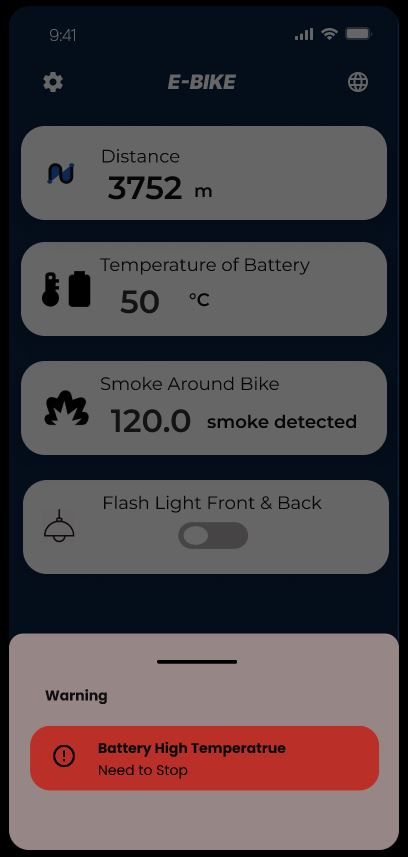 9:41
E-BIKE
Distance
3752 m
Temperature of Battery
50 °C
Smoke Around Bike
120.0 smoke detected
Flash Light Front & Back
Warning
Battery High Temperatrue
Need to Stop